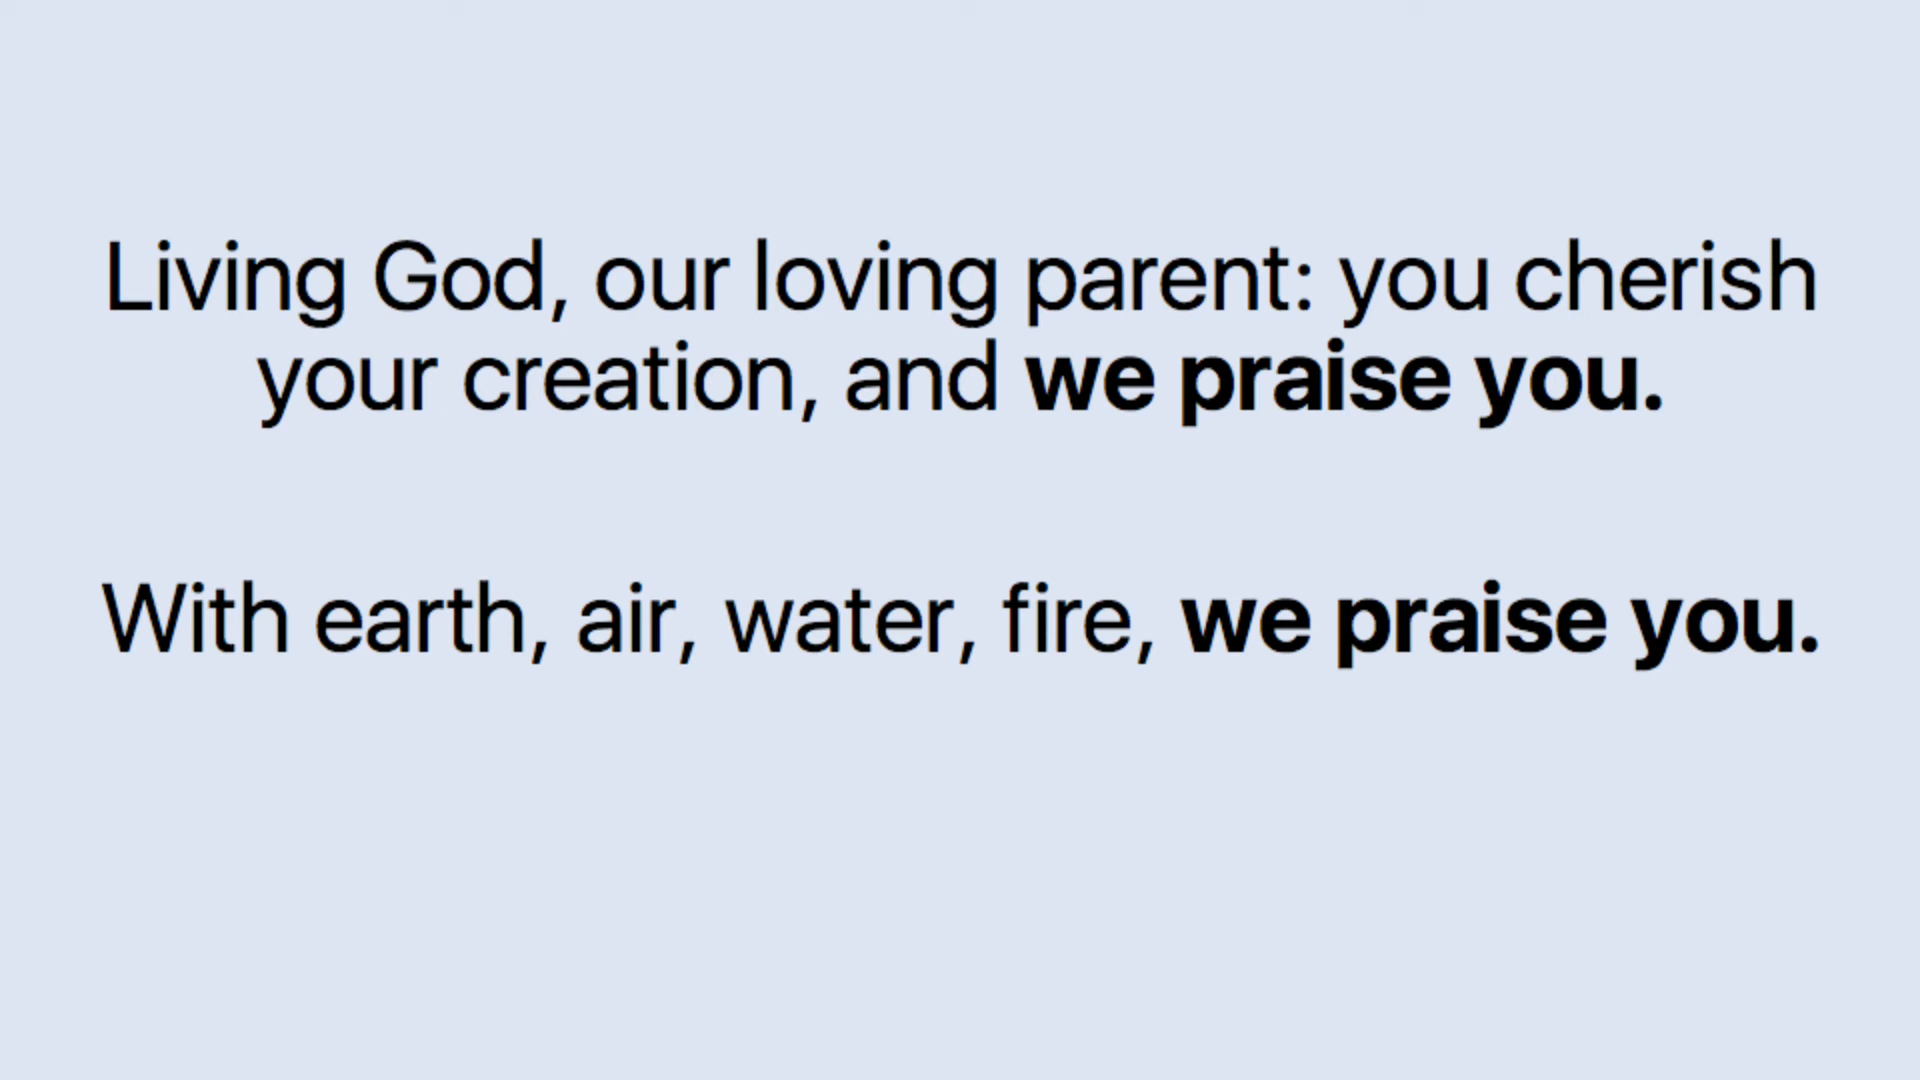 Living God, our loving parent: you cherish
your creation, and we praise you.
With earth, air, water, fire, we praise you.